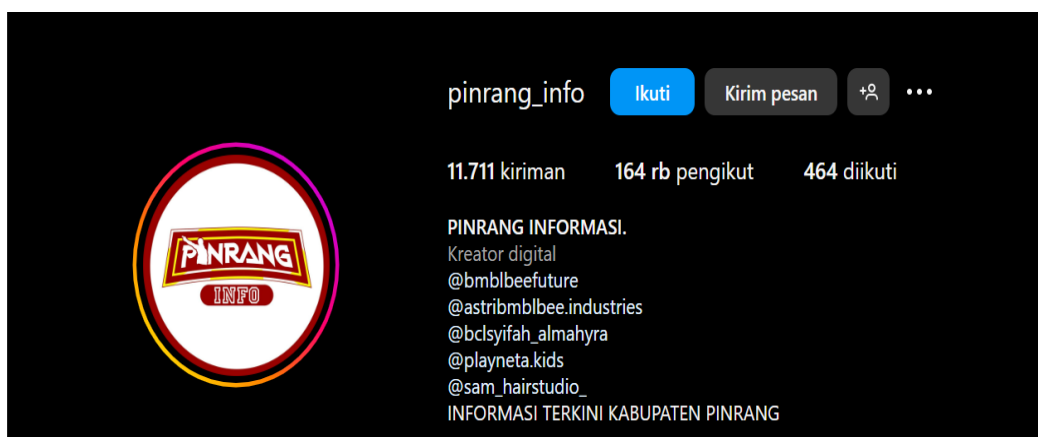 pinrang_info Ikuti Kirim pesan
11.711 kiriman 164 rb pengikut 464 diikuti
PINRANG INFORMASI.
Kreator digital
@bmblbeefuture
@astribmblbee.industries
@bclsyifah_almahyra
@playneta.kids
@sam_hairstudio_
INFORMASI TERKINI KABUPATEN PINRANG
PINRANG
INFO